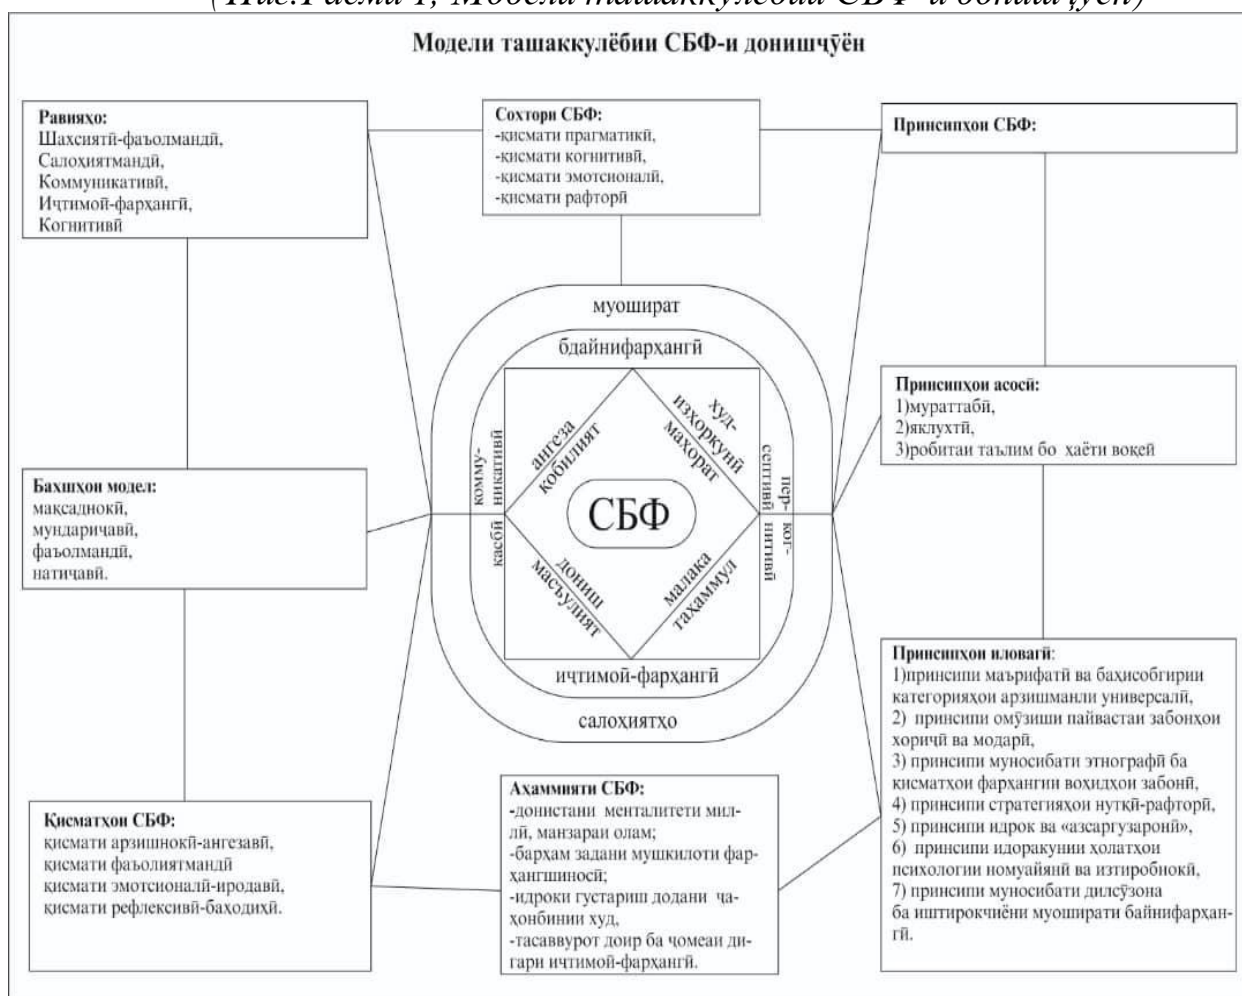 Модели ташаккулёбии СБФ-и донишҷӯён
Равияҳо:
Шахсиятӣ-фаъолмандӣ,
Салоҳиятмандӣ,
Коммуникативӣ,
Иҷтимоӣ-фарҳангӣ,
Когнитивӣ
Сохтори СБФ:
-қисмати прагматикӣ,
-қисмати когнитивӣ,
-қисмати эмотсионалӣ,
-қисмати рафторӣ
Принсипҳои СБФ:
муошират
бдайнифарҳангӣ
комму-
никативӣ
касбӣ
ангеза
кобилият
худ-
изҳоркунӣ
маҳорат
пер-
септивӣ
ког-
нитивӣ
СБФ
дониш
масъулият
малака
таҳаммул
иҷтимоӣ-фарҳангӣ
салоҳиятҳо
Принсипҳои асосӣ:
1)мураттабӣ,
2)яклухтӣ,
3)робитаи таълим бо ҳаёти воқеӣ
Бахшҳои модел:
мақсаднокӣ,
мундариҷавӣ,
фаъолмандӣ,
натиҷавӣ.
Қисматҳои СБФ:
қисмати арзишнокӣ-ангезавӣ,
қисмати фаъолиятмандӣ
қисмати эмотсионалӣ-иродавӣ,
қисмати рефлексивӣ-баҳодиҳӣ.
Аҳаммияти СБФ:
-донистани менталитети мил-
лӣ, манзараи олам;
-барҳам задани мушкилоти фар-
ҳангшиносӣ;
-идроки густариш додани ҷа-
ҳонбинии худ,
-тасаввурот доир ба ҷомеаи ди-
гари иҷтимоӣ-фарҳангӣ.
Принсипҳои иловагӣ:
1)принсипи маърифатӣ ва баҳисобгирии
категорияҳои арзишманли универсалӣ,
2) принсипи омӯзиши пайвастаи забонҳои
хориҷӣ ва модарӣ,
3) принсипи муносибати этнографӣ ба
қисматҳои фарҳангии воҳидҳои забонӣ,
4) принсипи стратегияҳои нутқӣ-рафторӣ,
5) принсипи идрок ва «азсаргузаронӣ»,
6) принсипи идоракунии ҳолатҳои
психологии номуайянӣ ва изтиробнокӣ,
7) принсипи муносибати дилсӯзона
ба иштирокчиёни муоширати байнифарҳан-
гӣ.